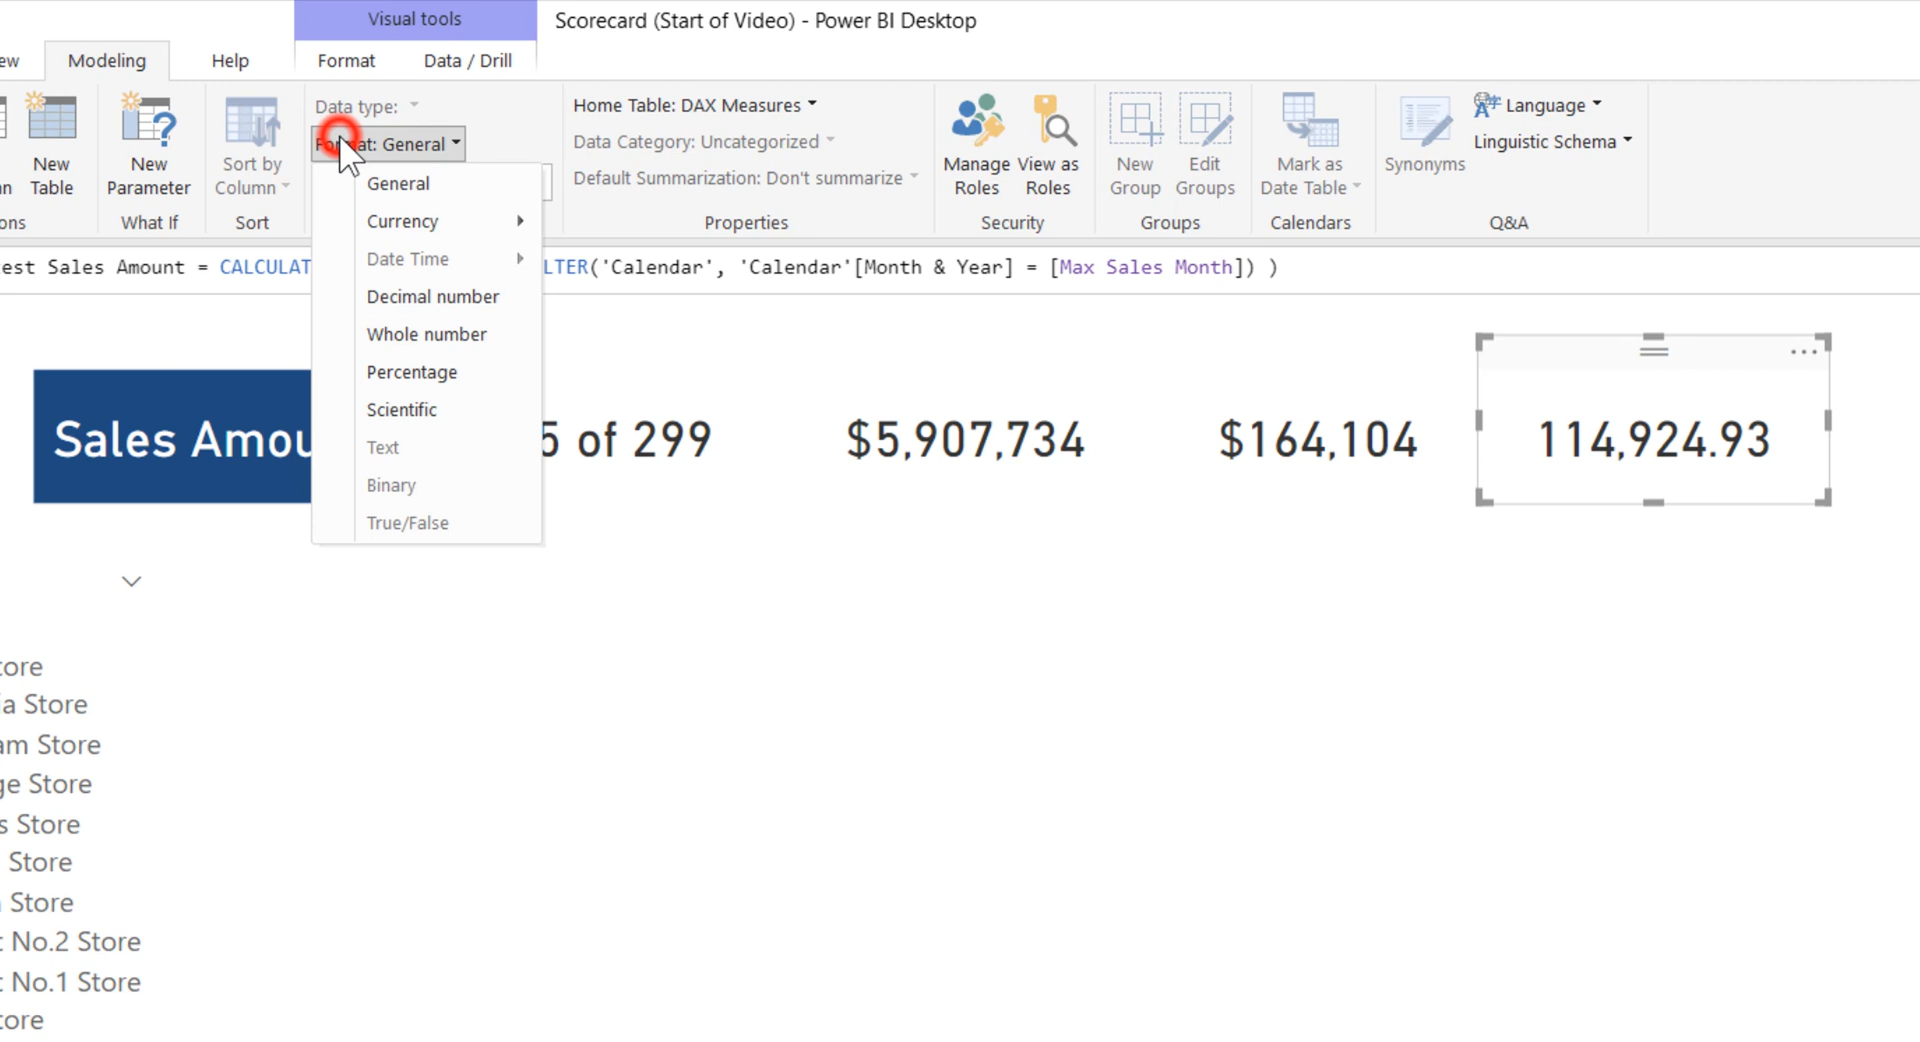 Visual tools
Scorecard (Start of Video) - Power BI Desktop
ew
Modeling
Help
Format
Data / Drill
New
Table
New
Parameter
What If
Sort by
Column
Sort
Data type:
Format: General
Home Table: DAX Measures
Data Category: Uncategorized
Default Summarization: Don't summarize
Properties
Manage
Roles
View as
Roles
Security
New
Group
Edit
Groups
Groups
Mark as
Date Table
Calendars
Synonyms
Language
Linguistic Schema
Q&A
n
ons
General
Currency
Date Time
Decimal number
Whole number
Percentage
Scientific
Text
Binary
True/False
test Sales Amount = CALCULAT LTER('Calendar', 'Calendar'[Month & Year] = [Max Sales Month]) )
Sales Amou
5 of 299
$5,907,734
$164,104
114,924.93
tore
ia Store
am Store
ge Store
s Store
Store
Store
t No.2 Store
t No.1 Store
tore